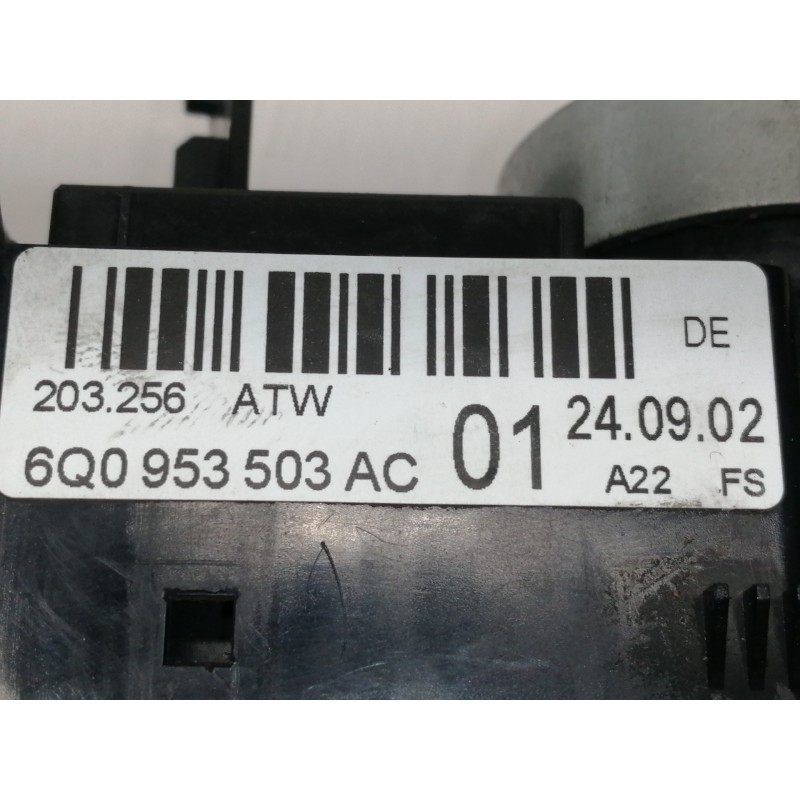 DE
203.256 ATW
24.09.02
6Q0 953 503 AC 01
A22 FS